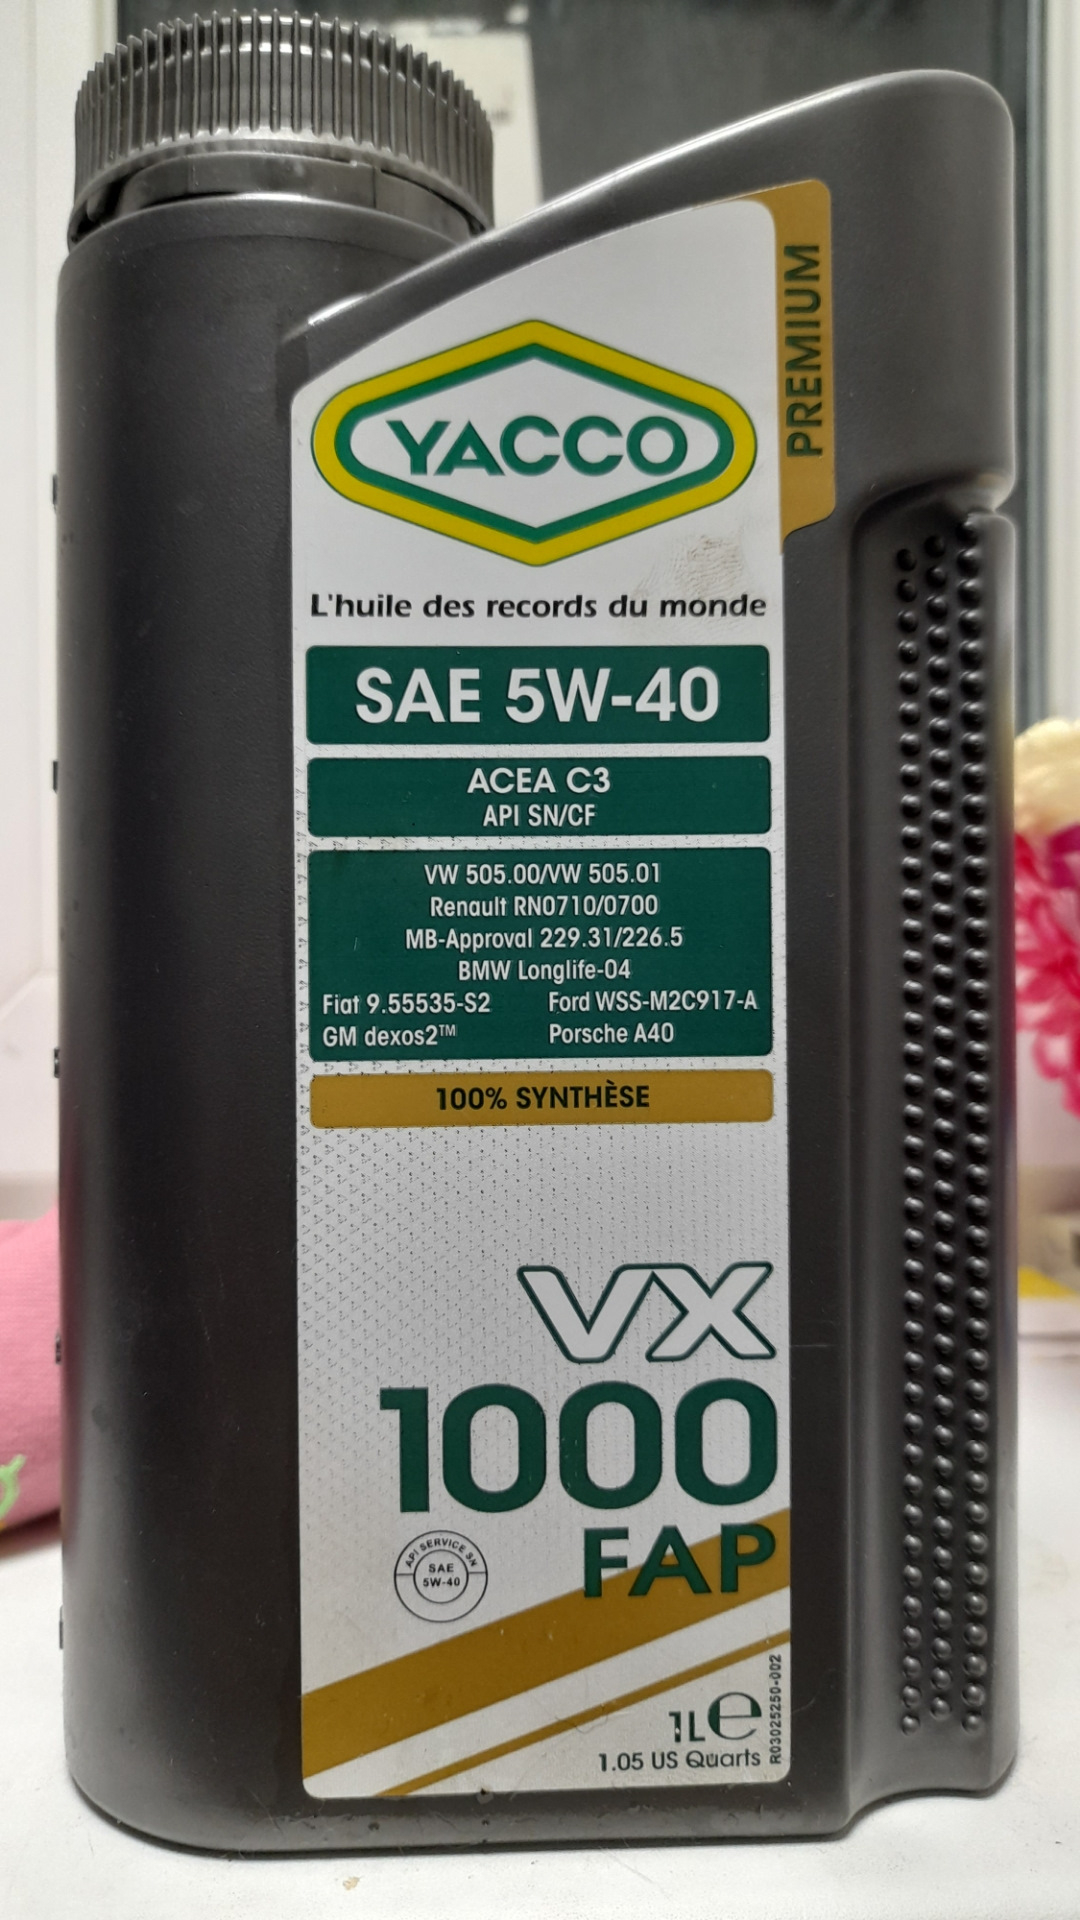 PREMIUM
YACCO
L'huile des records du monde
SAE 5W-40
ACEA C3
API SN/CF
VW 505.00/VW 505.01
Renault RN0710/0700
MB-Approval 229.31/226.5
BMW Longlife-04
Fiat 9.55535-S2 Ford WSS-M2C917-A
GM dexos2™ Porsche A40
100% SYNTHÈSE
VX
1000
FAP
API SERVICE SN
SAE
5W-40
1L e
1.05 US Quarts
R03025250-002